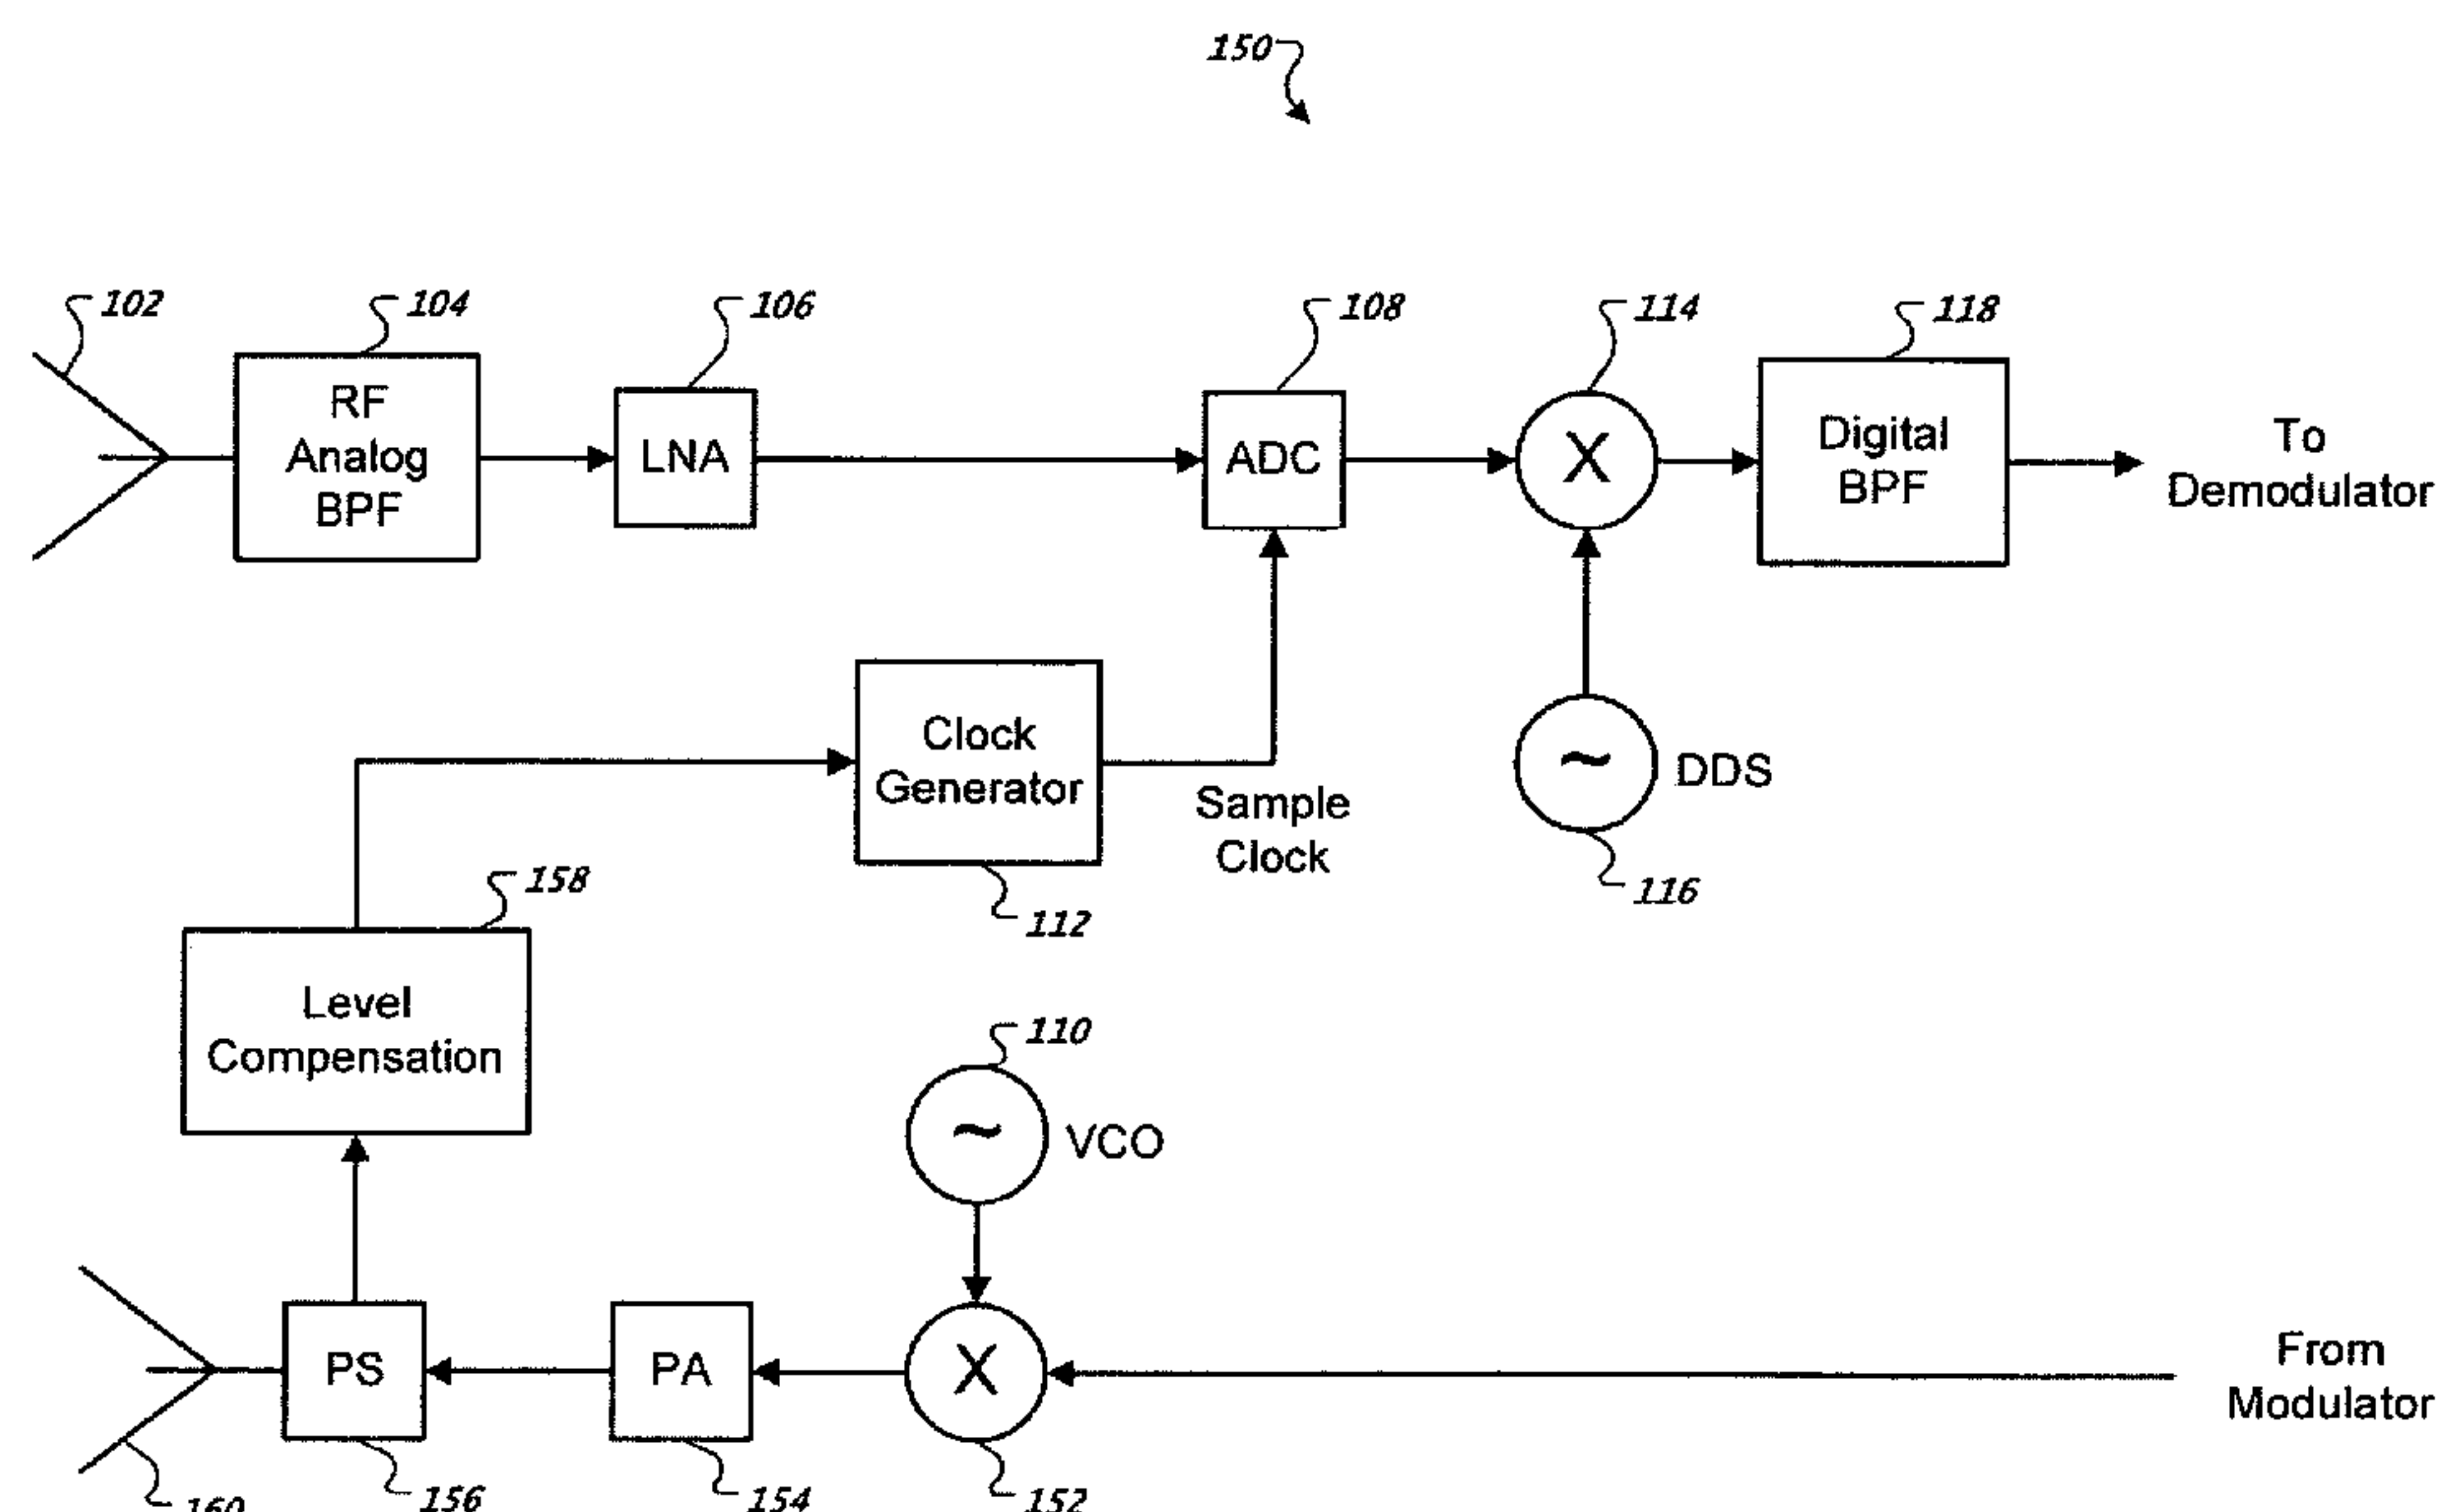 150
102
104
106
108
114
118
RF
Analog
BPF
LNA
ADC
X
Digital
BPF
To
Demodulator
Clock
Generator
Sample
Clock
~
DDS
158
112
116
Level
Compensation
110
~
VCO
PS
PA
X
From
Modulator
160
156
154
152